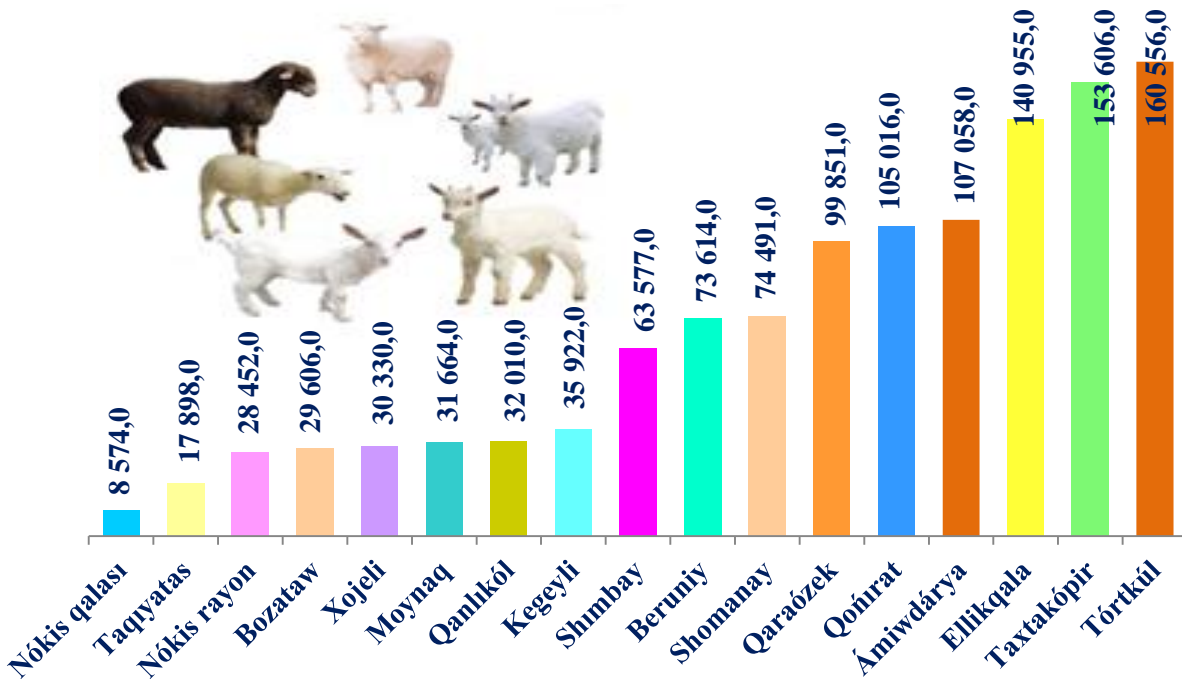 8 574,0
17 898,0
28 452,0
29 606,0
30 330,0
31 664,0
32 010,0
35 922,0
63 577,0
73 614,0
74 491,0
99 851,0
105 016,0
107 058,0
140 955,0
153 606,0
160 556,0
Nókis qalası
Taqyatas
Nókis rayon
Bozataw
Xojeli
Moynaq
Qanlıkól
Kegeyli
Shımbay
Beruniy
Shomanay
Qaraózek
Qońırat
Ámiwdárya
Ellikqala
Taxtakópir
Tórtkúl